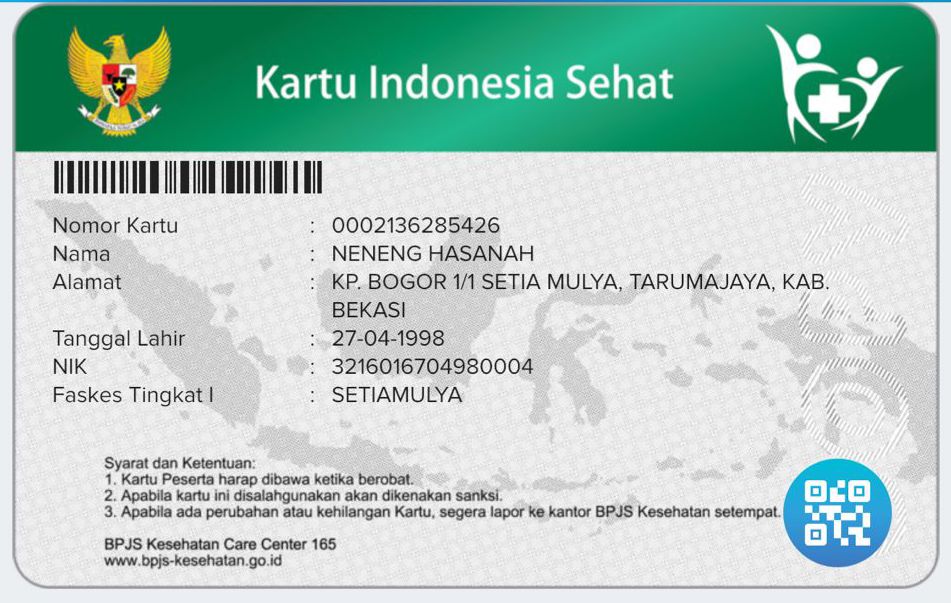 Kartu Indonesia Sehat
Nomor Kartu : 0002136285426
Nama : NENENG HASANAH
Alamat : KP. BOGOR 1/1 SETIA MULYA, TARUMAJAYA, KAB.
BEKASI
Tanggal Lahir : 27-04-1998
NIK : 3216016704980004
Faskes Tingkat I : SETIAMULYA
Syarat dan Ketentuan:
1. Kartu Peserta harap dibawa ketika berobat.
2. Apabila kartu ini disalahgunakan akan dikenakan sanksi.
3. Apabila ada perubahan atau kehilangan Kartu, segera lapor ke kantor BPJS Kesehatan setempat.
BPJS Kesehatan Care Center 165
www.bpjs-kesehatan.go.id